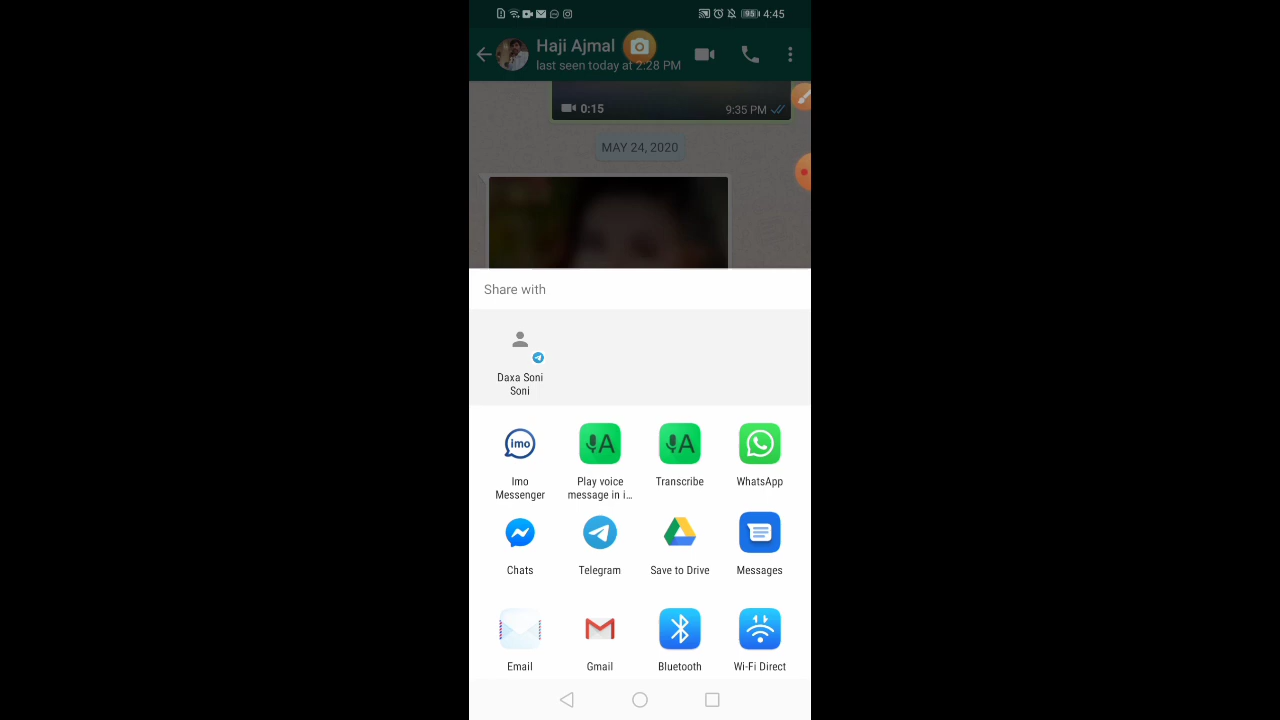 95 4:45
Haji Ajmal
last seen today at 2:28 PM
0:15 9:35 PM
MAY 24, 2020
Share with
Daxa Soni
Soni
imo A A
Imo
Messenger
Play voice
message in i...
Transcribe
WhatsApp
Chats
Telegram
Save to Drive
Messages
Email
Gmail
Bluetooth
Wi-Fi Direct